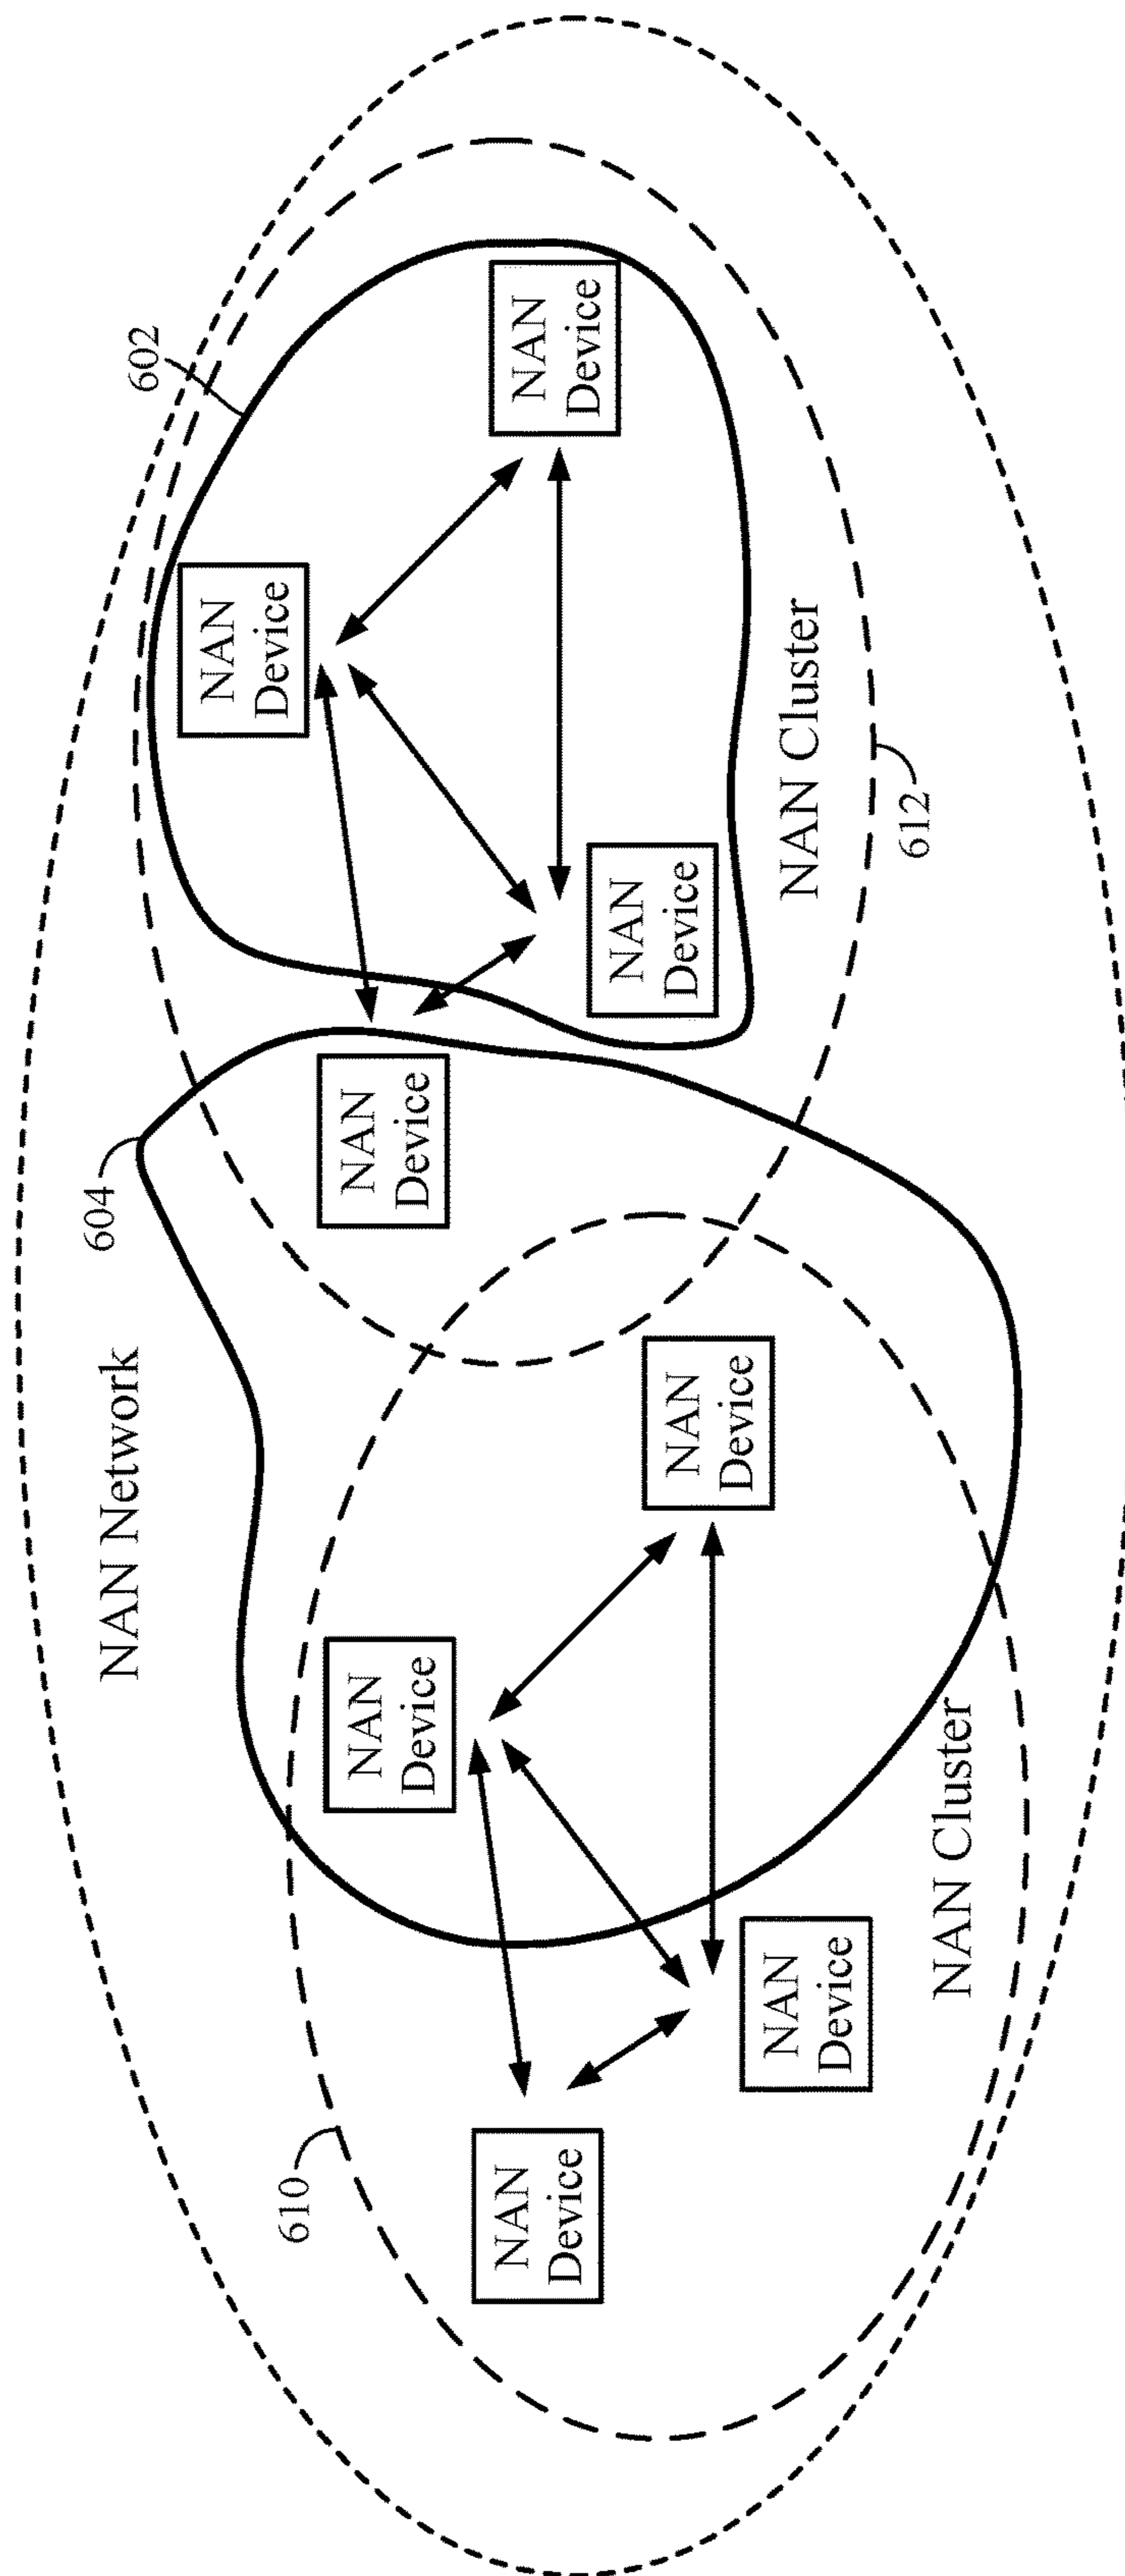 NAN Network
604
602
NAN
Device
610
NAN
Device
NAN
Device
NAN
Device
NAN
Device
NAN
Device
NAN
Device
NAN
Device
NAN Cluster
612
NAN Cluster